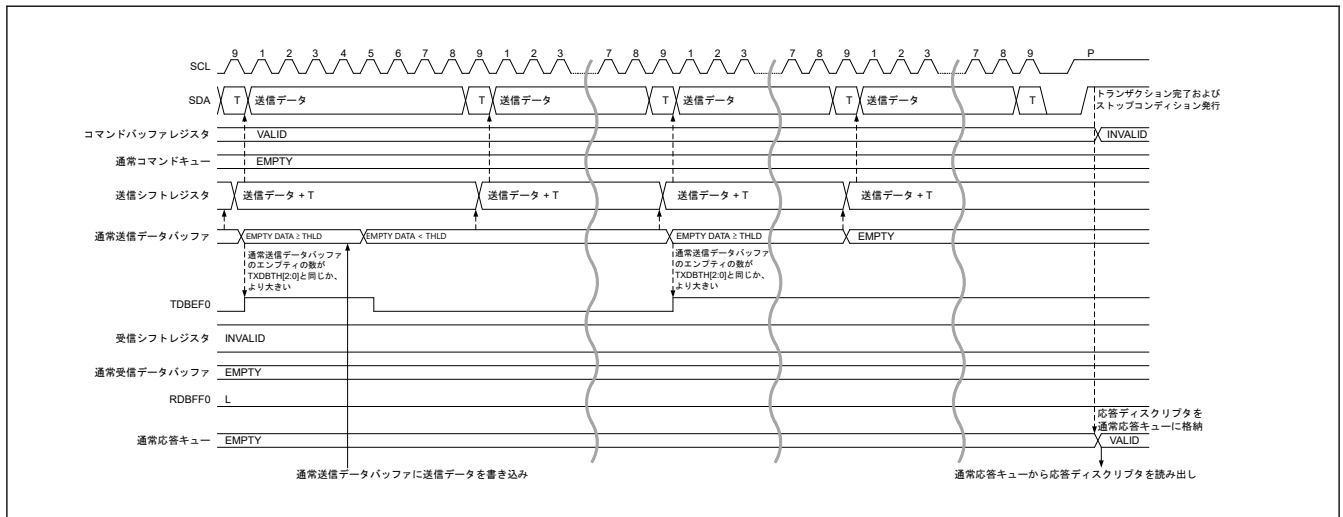 9 1 2 3 4 5 6 7 8 9 1 2 3 7 8 9 1 2 3 7 8 9 1 2 3 7 8 9 P
SCL
SDA T 送信データ T 送信データ T 送信データ T 送信データ T
トランザクション完了および
ストップコンディション発行
コマンドバッファレジスタ VALID INVALID
通常コマンドキュー EMPTY
送信シフトレジスタ 送信データ + T 送信データ + T 送信データ + T 送信データ + T
通常送信データバッファ EMPTY DATA ≥ THLD EMPTY DATA < THLD EMPTY DATA ≥ THLD EMPTY
通常送信データバッファ
のエンプティの数が
TXDBTH[2:0]と同じか、
より大きい
通常送信データバッファ
のエンプティの数が
TXDBTH[2:0]と同じか、
より大きい
TDBEF0
受信シフトレジスタ INVALID
通常受信データバッファ EMPTY
RDBFF0 L
応答ディスクリプタを
通常応答キューに格納
通常応答キュー EMPTY VALID
通常送信データバッファに送信データを書き込み
通常応答キューから応答ディスクリプタを読み出し